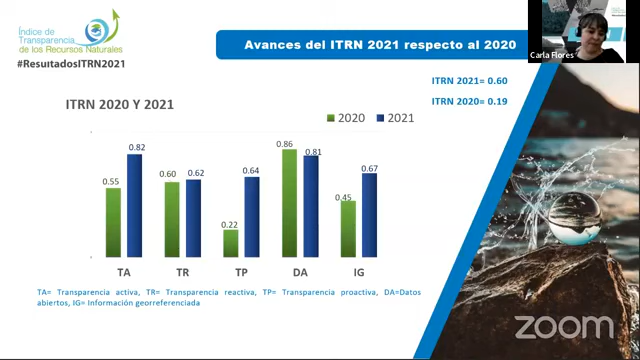 Índice de
Transparencia
de los Recursos Naturales
#ResultadosITRN2021
Avances del ITRN 2021 respecto al 2020
Carla Flores
ITRN 2021= 0.60
ITRN 2020= 0.19
ITRN 2020 Y 2021
2020 2021
0.55 0.82 0.60 0.62 0.22 0.64 0.86 0.81 0.45 0.67
TA TR TP DA IG
TA= Transparencia activa, TR= Transparencia reactiva, TP= Transparencia proactiva, DA=Datos
abiertos, IG= Información georreferenciada
zoom